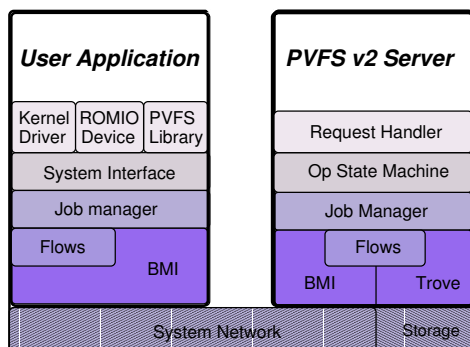 User Application
Kernel Driver
ROMIO Device
PVFS Library
System Interface
Job manager
Flows
BMI
PVFS v2 Server
Request Handler
Op State Machine
Job Manager
Flows
BMI
Trove
System Network
Storage